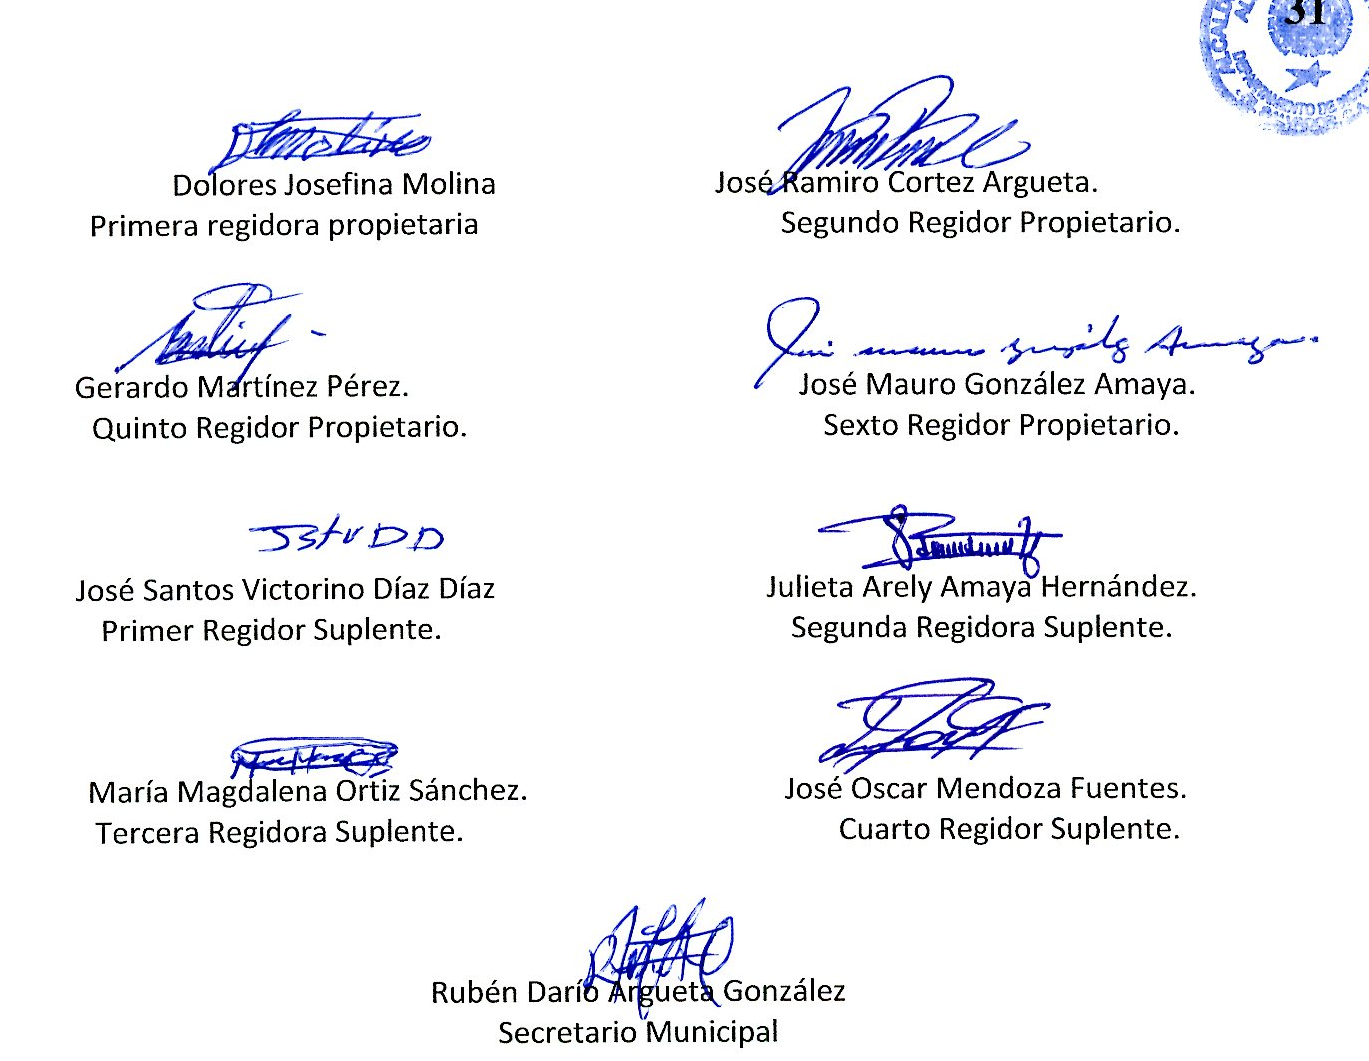 31
Dolores Josefina Molina
Primera regidora propietaria
José Ramiro Cortez Argueta.
Segundo Regidor Propietario.
Gerardo Martínez Pérez.
Quinto Regidor Propietario.
José Mauro González Amaya.
Sexto Regidor Propietario.
JSTV DD
José Santos Victorino Díaz Díaz
Primer Regidor Suplente.
Julieta Arely Amaya Hernández.
Segunda Regidora Suplente.
María Magdalena Ortiz Sánchez.
Tercera Regidora Suplente.
José Oscar Mendoza Fuentes.
Cuarto Regidor Suplente.
Rubén Darío Argueta González
Secretario Municipal